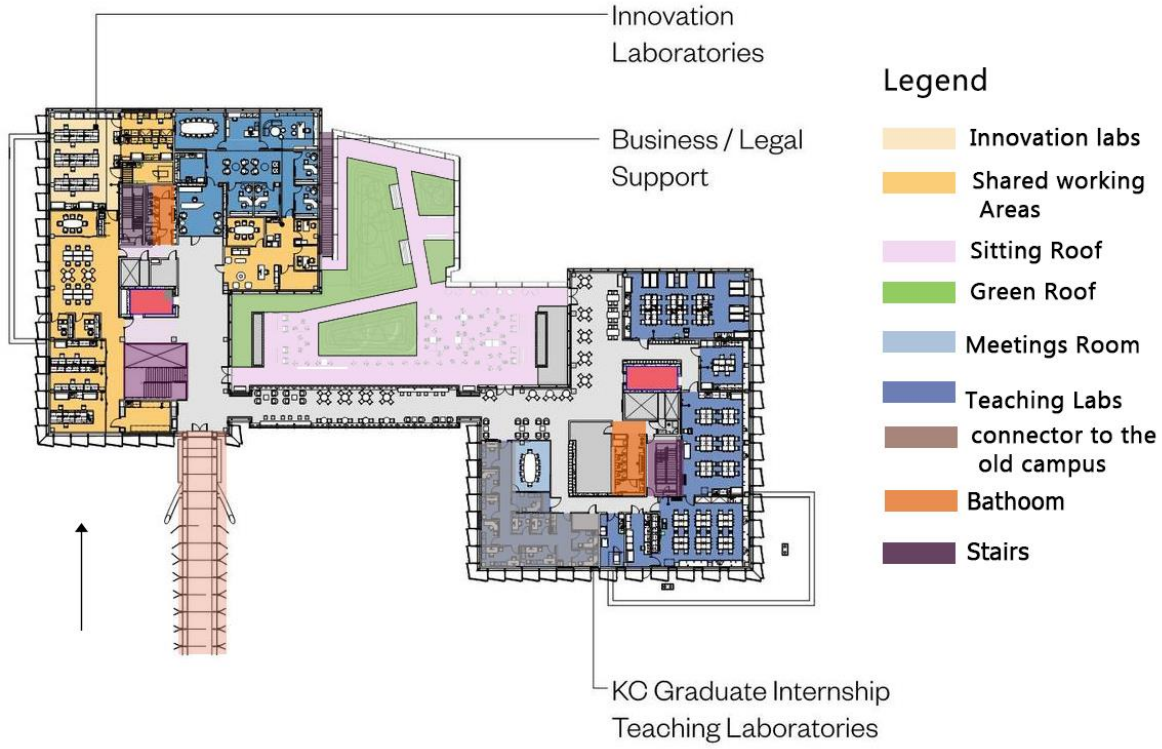 Innovation
Laboratories
Business / Legal
Support
KC Graduate Internship
Teaching Laboratories
Legend
Innovation labs
Shared working
Areas
Sitting Roof
Green Roof
Meetings Room
Teaching Labs
connector to the
old campus
Bathoom
Stairs